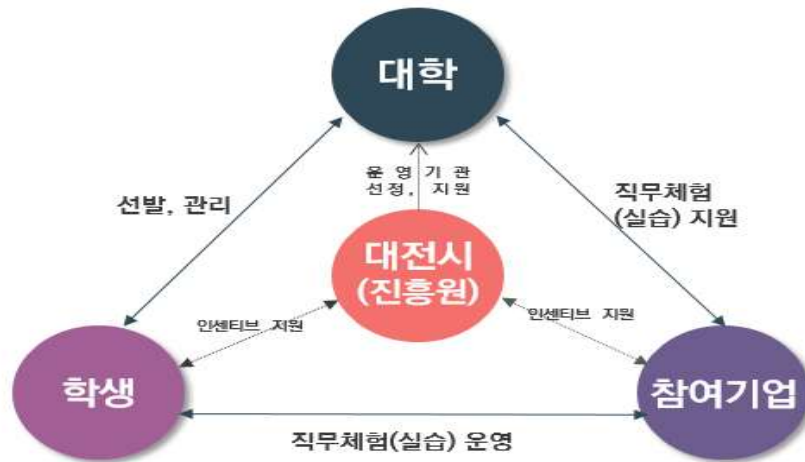 대학
운 영 기 관
선정, 지원
선발, 관리
직무체험
(실습) 지원
대전시
(진흥원)
인센티브 지원
인센티브 지원
학생
참여기업
직무체험(실습) 운영